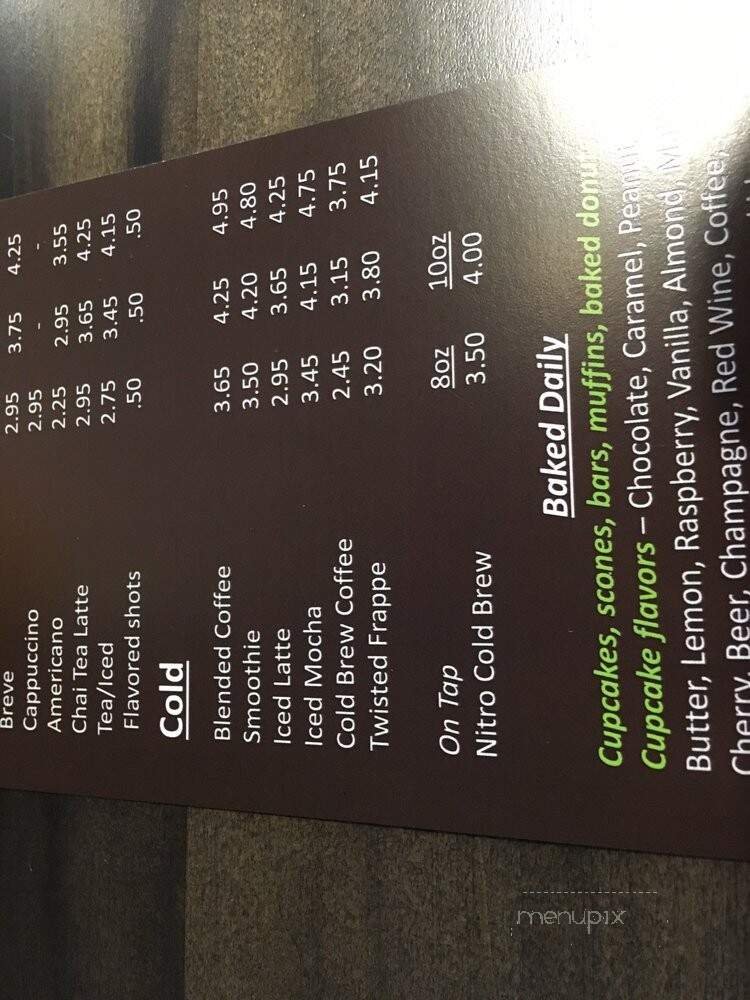 Breve 2.95 3.75 4.25
Cappuccino 2.95 - -
Americano 2.25 2.95 3.55
Chai Tea Latte 2.95 3.65 4.25
Tea/Iced 2.75 3.45 4.15
Flavored shots .50 .50 .50
Cold
Blended Coffee 3.65 4.25 4.95
Smoothie 3.50 4.20 4.80
Iced Latte 2.95 3.65 4.25
Iced Mocha 3.45 4.15 4.75
Cold Brew Coffee 2.45 3.15 3.75
Twisted Frappe 3.20 3.80 4.15
On Tap 8oz 10oz
Nitro Cold Brew 3.50 4.00
Baked Daily
Cupcakes, scones, bars, muffins, baked
Cupcake flavors – Chocolate, Caramel,
Butter, Lemon, Raspberry, Vanilla, Almond,
Cherry, Beer, Champagne, Red Wine, Coffee,
menupix